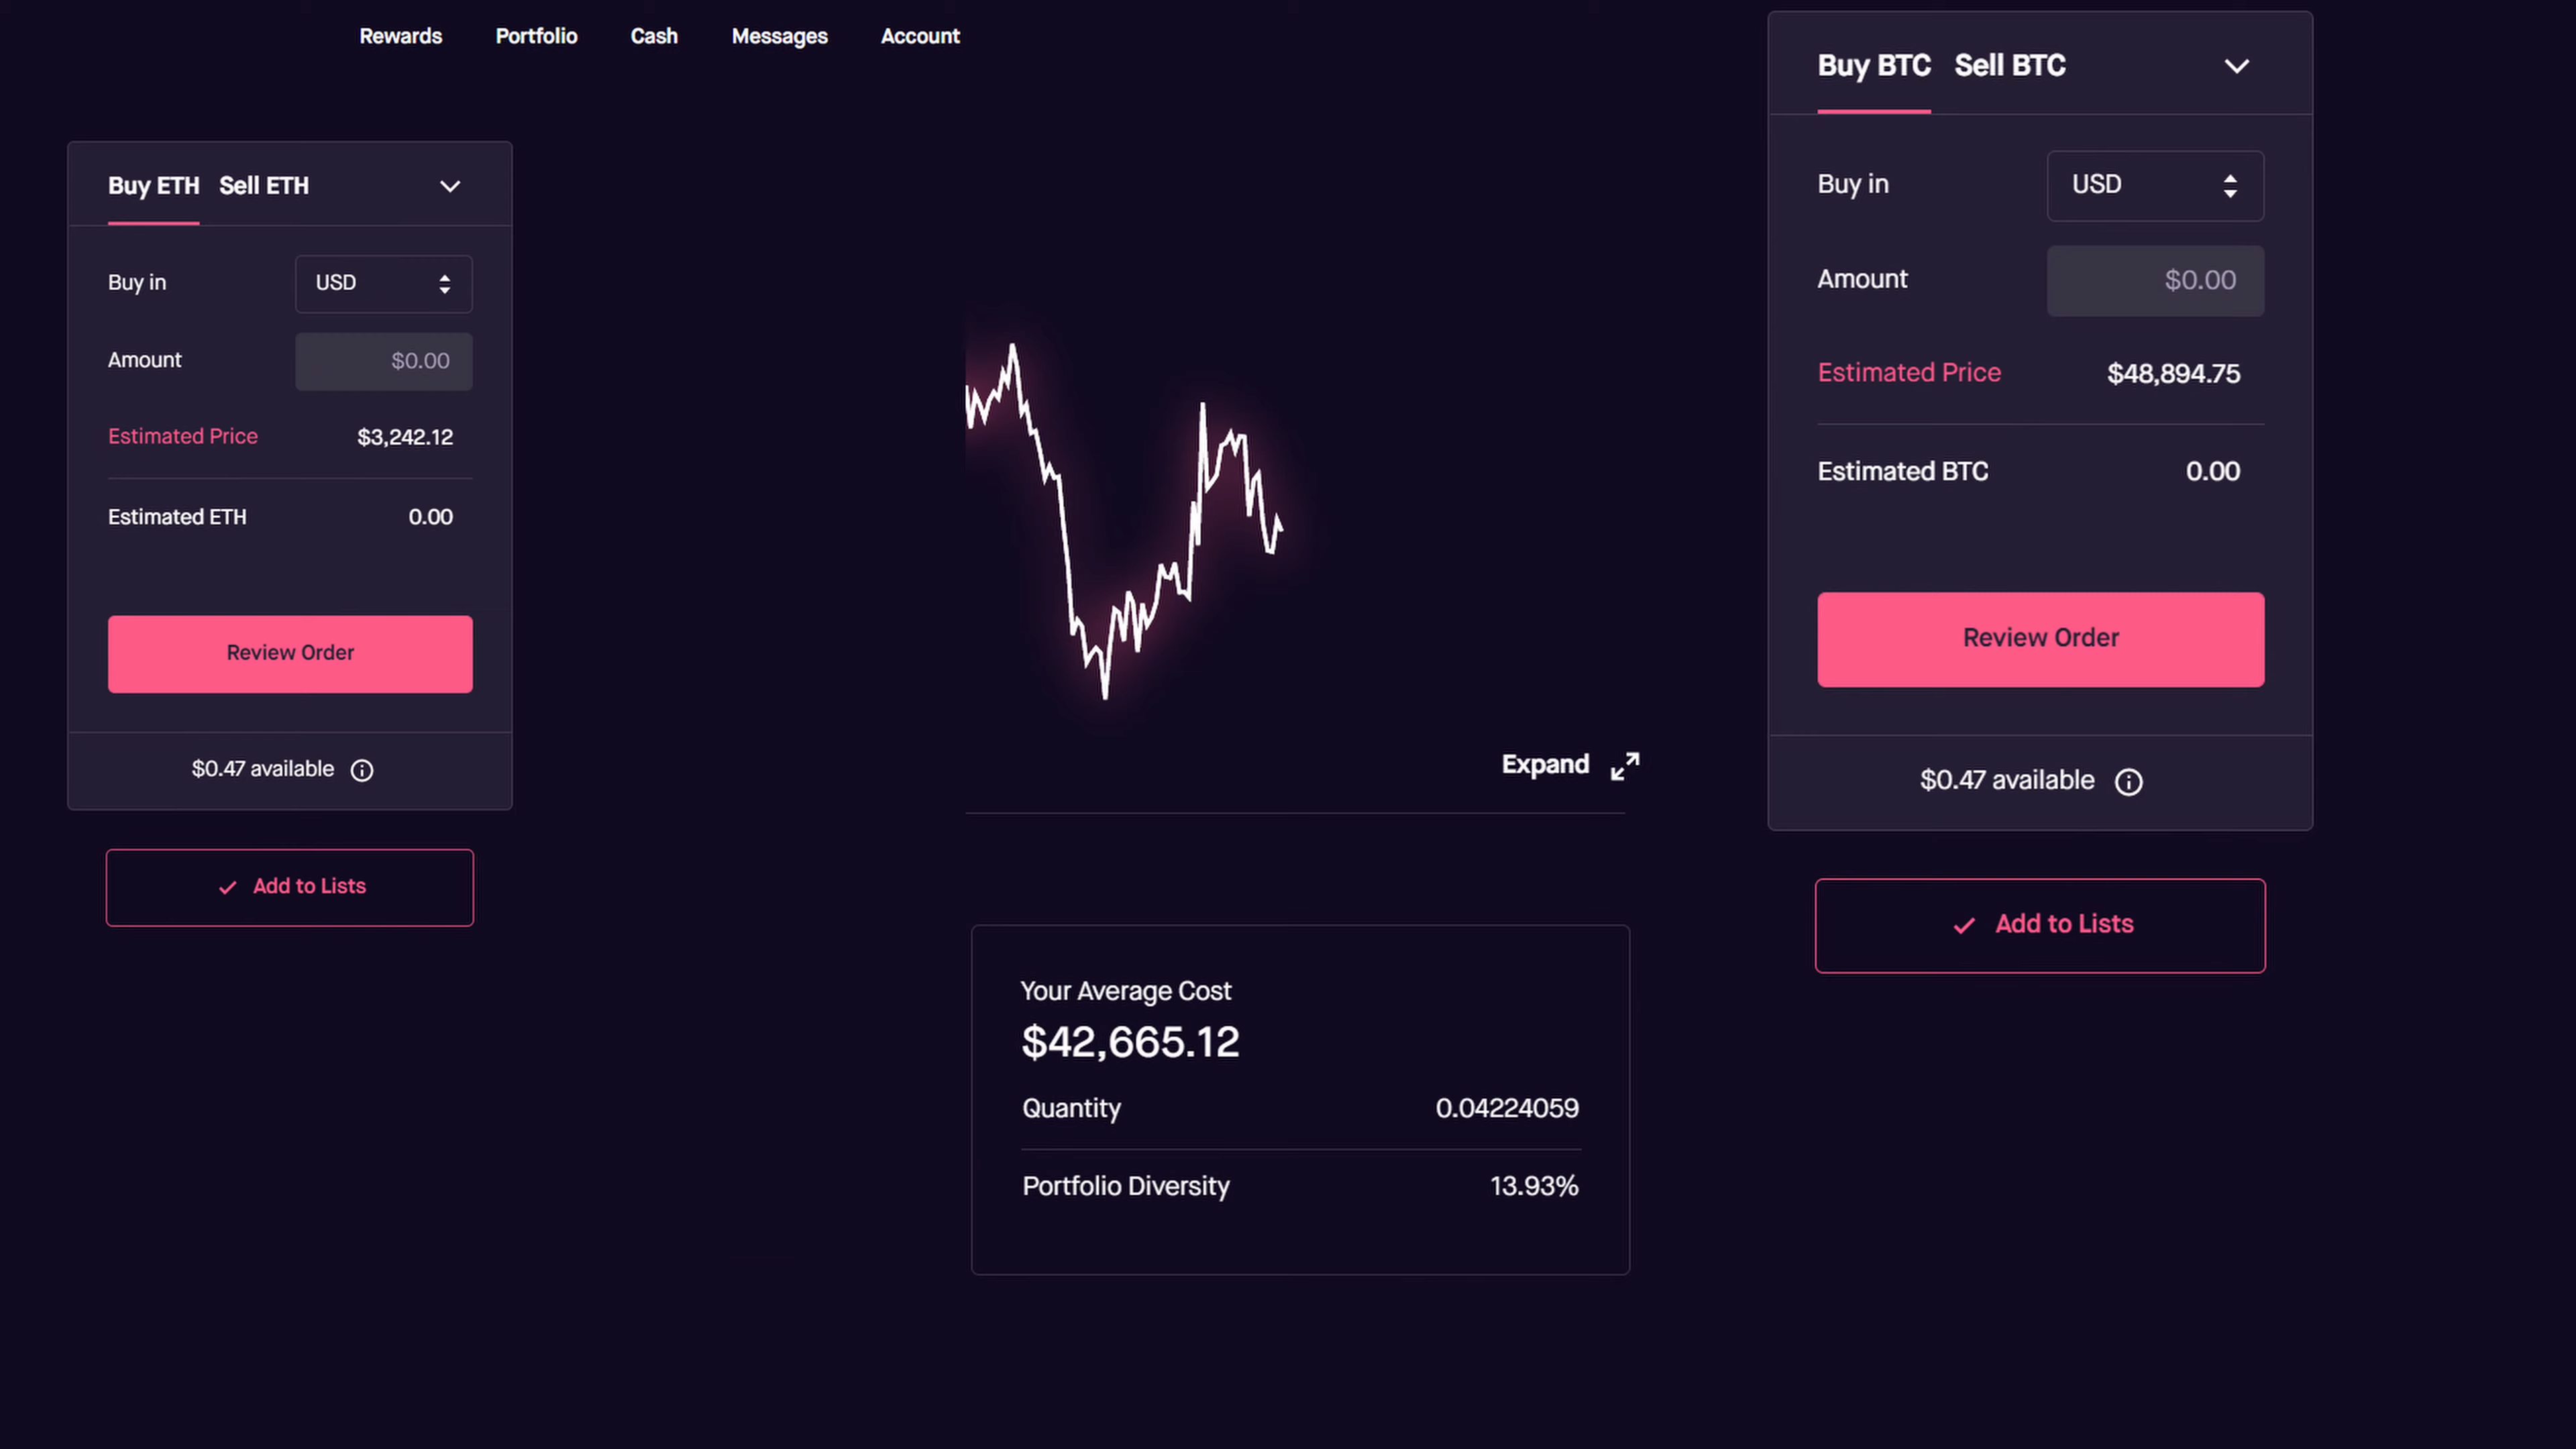 Rewards Portfolio Cash Messages Account
Buy ETH Sell ETH
Buy in USD
Amount $0.00
Estimated Price $3,242.12
Estimated ETH 0.00
Review Order
$0.47 available
Add to Lists
Expand
Your Average Cost
$42,665.12
Quantity 0.04224059
Portfolio Diversity 13.93%
Buy BTC Sell BTC
Buy in USD
Amount $0.00
Estimated Price $48,894.75
Estimated BTC 0.00
Review Order
$0.47 available
Add to Lists